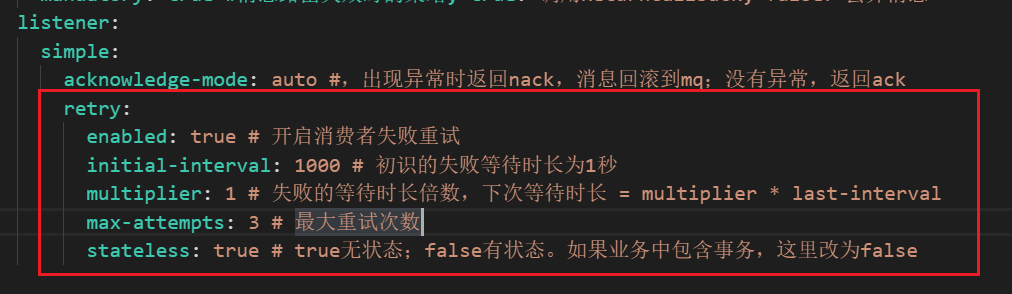 listener:
simple:
acknowledge-mode: auto #，出现异常时返回nack，消息回滚到mq；没有异常，返回ack
retry:
enabled: true # 开启消费者失败重试
initial-interval: 1000 # 初识的失败等待时长为1秒
multiplier: 1 # 失败的等待时长倍数，下次等待时长 = multiplier * last-interval
max-attempts: 3 # 最大重试次数
stateless: true # true无状态；false有状态。如果业务中包含事务，这里改为false